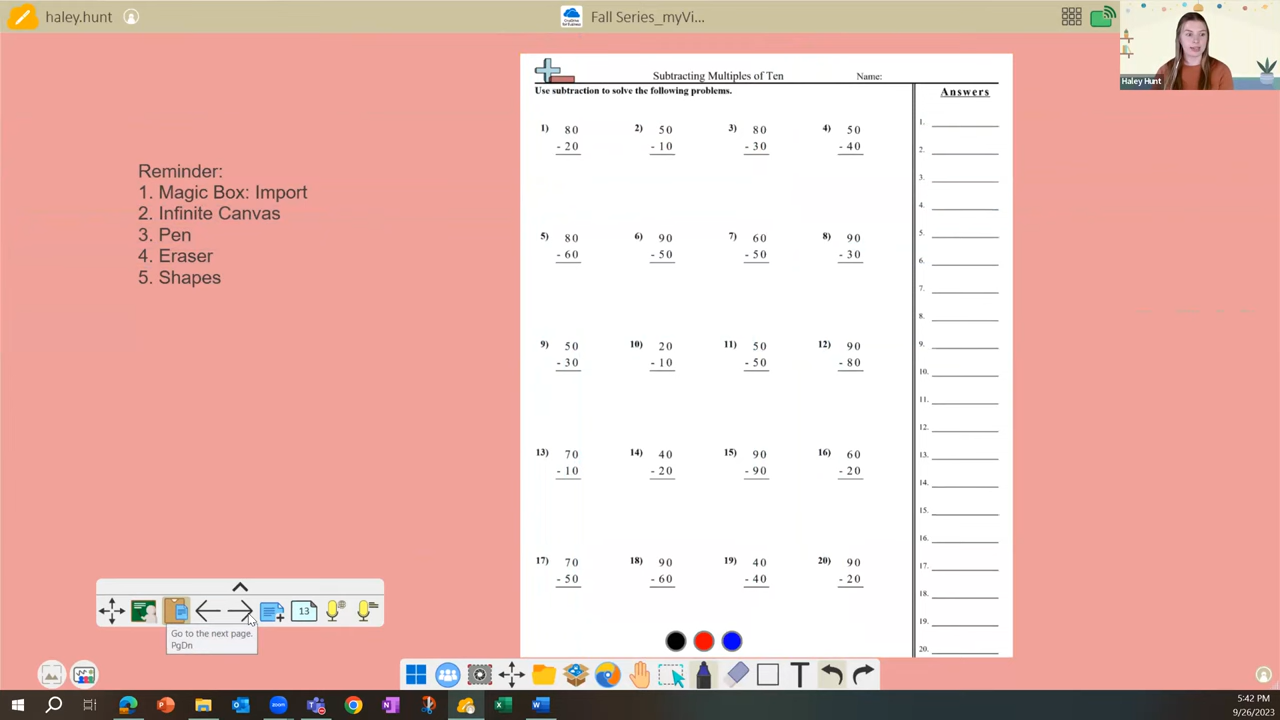 haley.hunt
Fall Series_myVi...
Haley Hunt
Subtracting Multiples of Ten
Name:
Use subtraction to solve the following problems.
Answers
Reminder:
1. Magic Box: Import
2. Infinite Canvas
3. Pen
4. Eraser
5. Shapes
1) 80 2) 50 3) 80 4) 50
- 20 - 10 - 30 - 40
5) 80 6) 90 7) 60 8) 90
- 60 - 50 - 50 - 30
9) 50 10) 20 11) 50 12) 90
- 30 - 10 - 50 - 80
13) 70 14) 40 15) 90 16) 60
- 10 - 20 - 90 - 20
17) 70 18) 90 19) 40 20) 90
- 50 - 60 - 40 - 20
1.
2.
3.
4.
5.
6.
7.
8.
9.
10.
11.
12.
13.
14.
15.
16.
17.
18.
19.
20.
13
Go to the next page.
PgDn
T
zoom
5:42 PM
9/26/2023